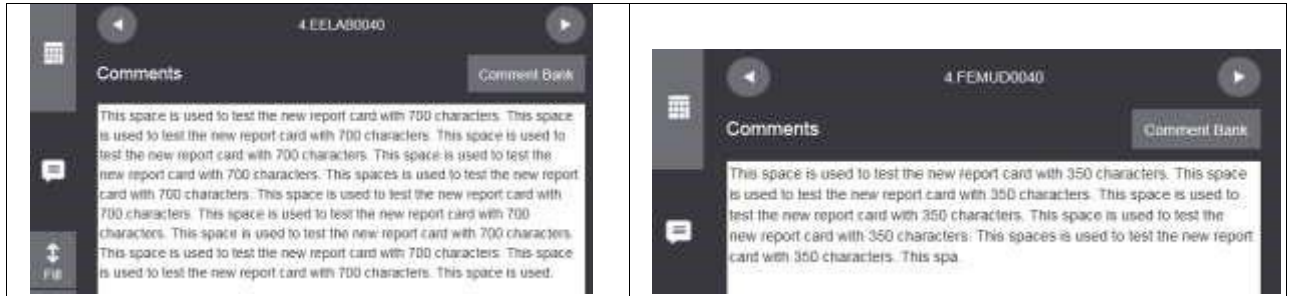 4.EELAB0040
Comments
Comment Bank
This space is used to test the new report card with 700 characters. This space
is used to test the new report card with 700 characters. This space is used to
test the new report card with 700 characters. This space is used to test the
new report card with 700 characters. This spaces is used to test the new report
card with 700 characters. This space is used to test the new report card with
700 characters. This space is used to test the new report card with 700
characters. This space is used to test the new report card with 700 characters.
This space is used to test the new report card with 700 characters. This space
is used to test the new report card with 700 characters. This space is used.
Fill
4.FEMUD0040
Comments
Comment Bank
This space is used to test the new report card with 350 characters. This space
is used to test the new report card with 350 characters. This space is used to
test the new report card with 350 characters. This space is used to test the
new report card with 350 characters. This spaces is used to test the new report
card with 350 characters. This spa